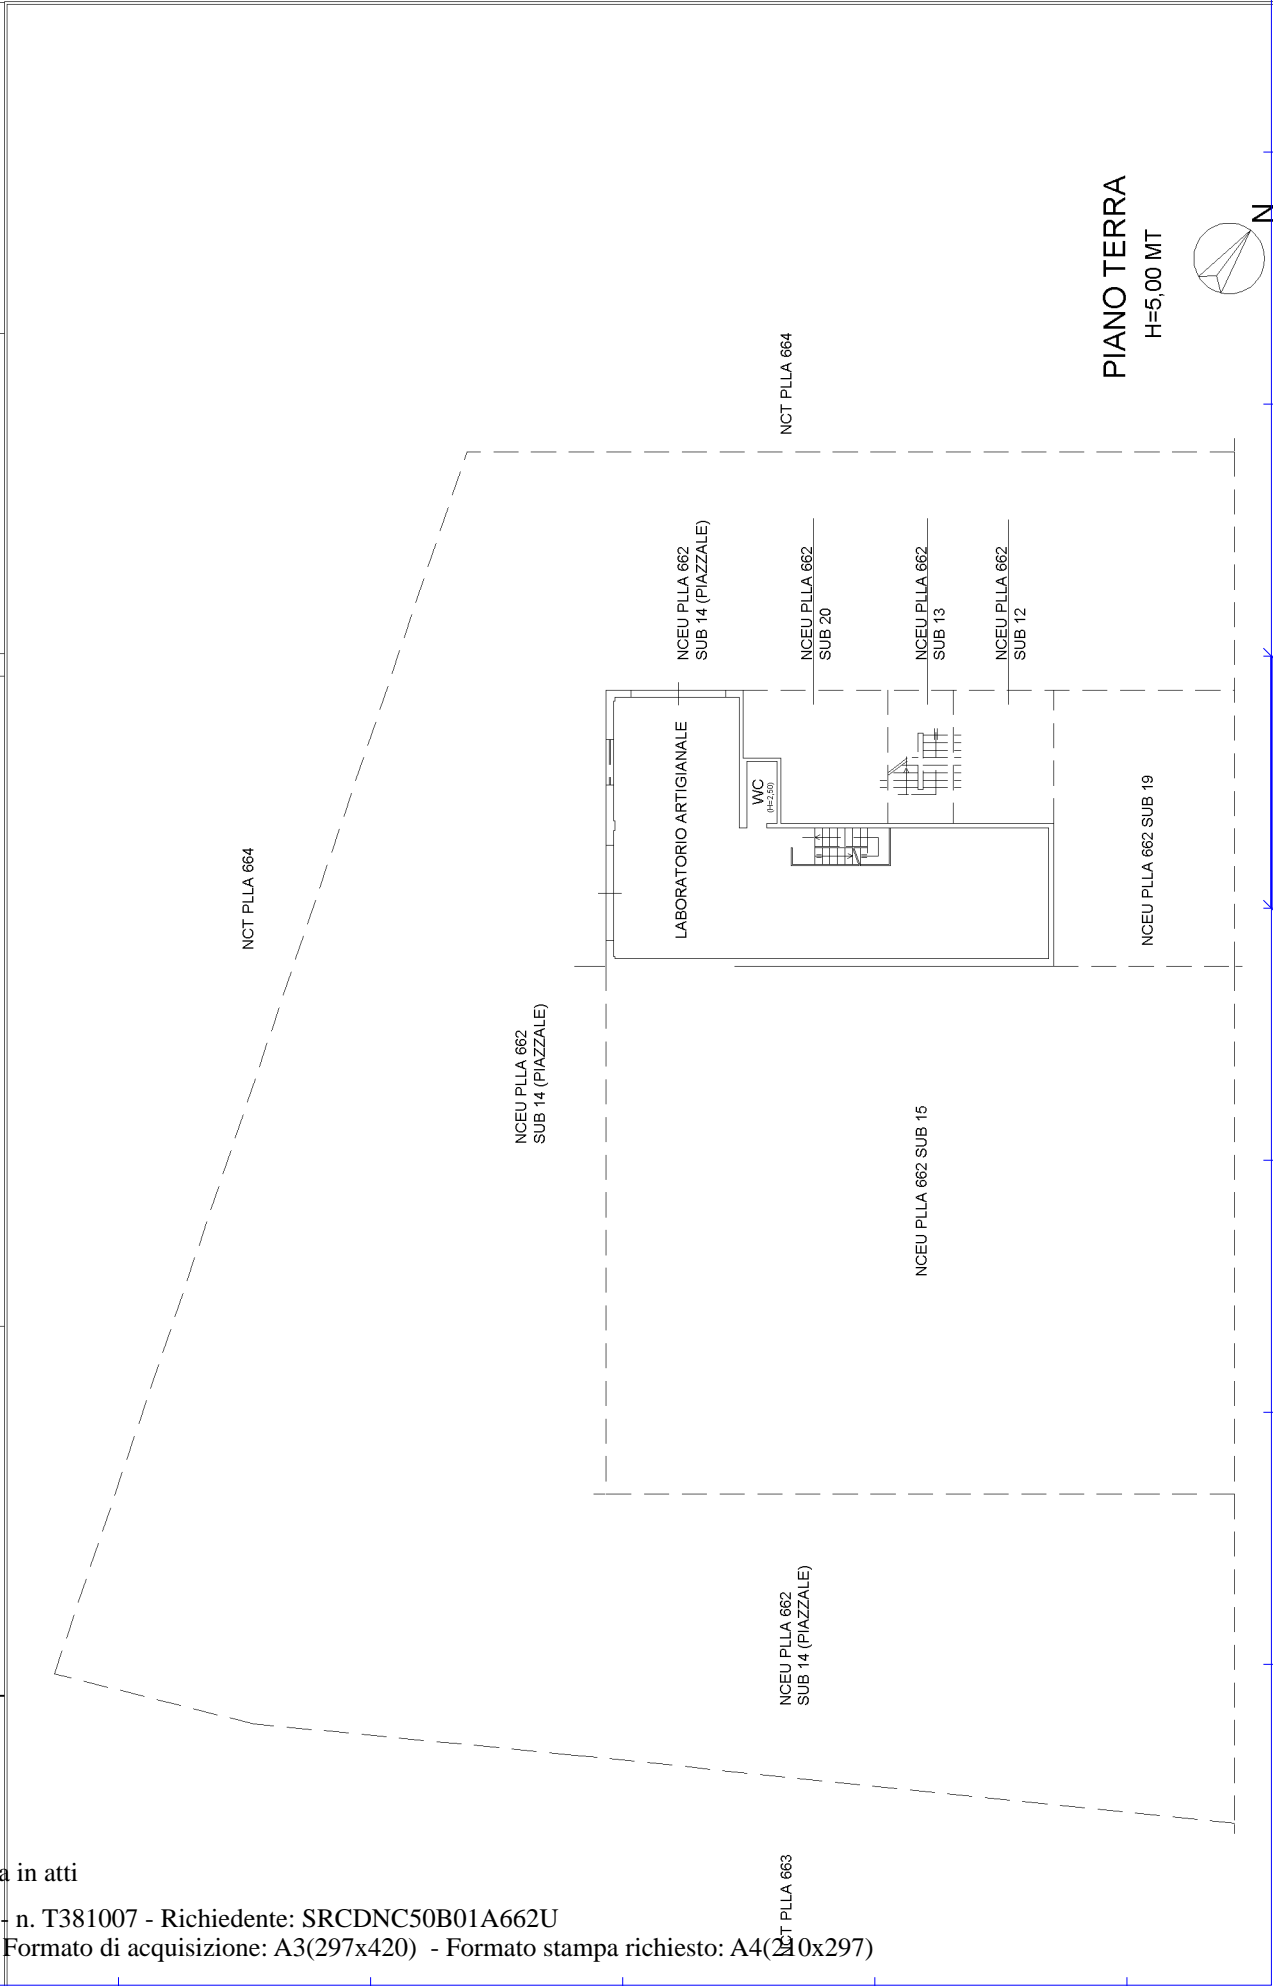 NCT PLLA 664
NCEU PLLA 662
SUB 14 (PIAZZALE)
NCEU PLLA 662
SUB 14 (PIAZZALE)
LABORATORIO ARTIGIANALE
WC
(H=2,50)
NCT PLLA 664
NCEU PLLA 662
SUB 20
NCEU PLLA 662
SUB 13
NCEU PLLA 662
SUB 12
NCEU PLLA 662 SUB 19
NCEU PLLA 662 SUB 15
NCEU PLLA 662
SUB 14 (PIAZZALE)
NCT PLLA 663
PIANO TERRA
H=5,00 MT
N
a in atti
- n. T381007 - Richiedente: SRCDNC50B01A662U
Formato di acquisizione: A3(297x420) - Formato stampa richiesto: A4(210x297)